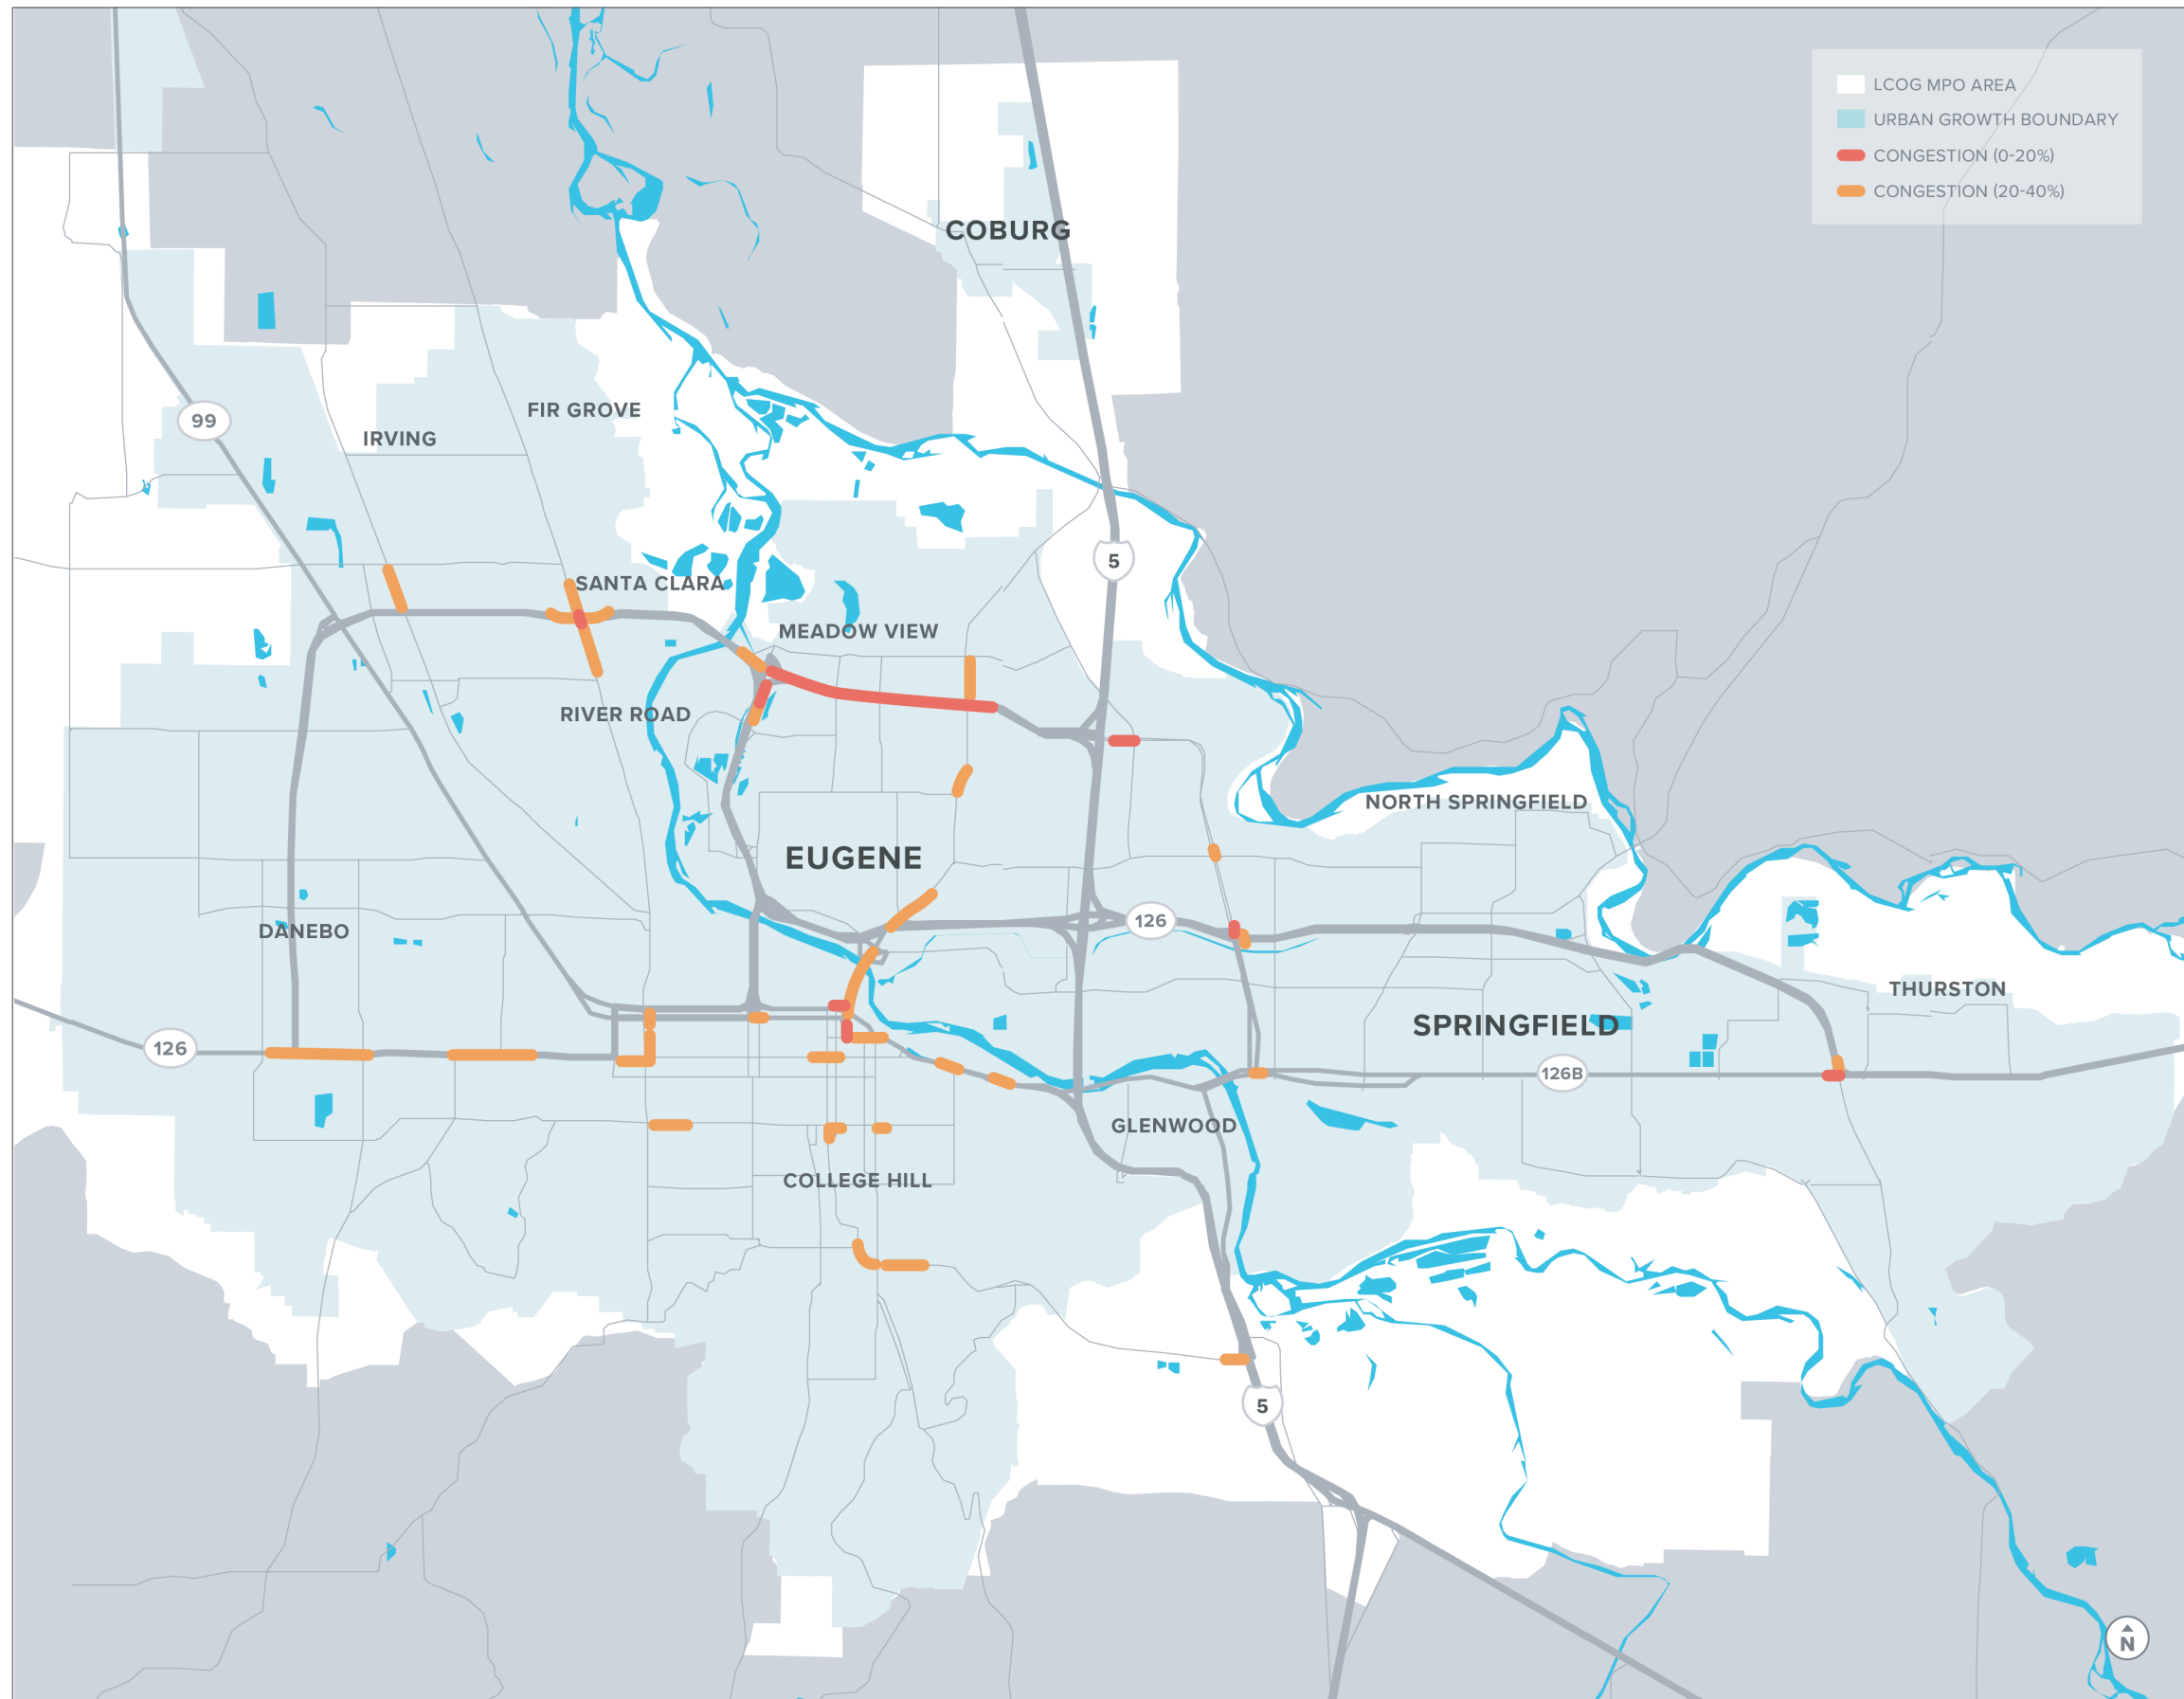 LCOG MPO AREA
URBAN GROWTH BOUNDARY
CONGESTION (0-20%)
CONGESTION (20-40%)
COBURG
FIR GROVE
99
IRVING
5
SANTA CLARA
MEADOW VIEW
RIVER ROAD
NORTH SPRINGFIELD
EUGENE
126
DANEBO
THURSTON
SPRINGFIELD
126
126B
GLENWOOD
COLLEGE HILL
5
N